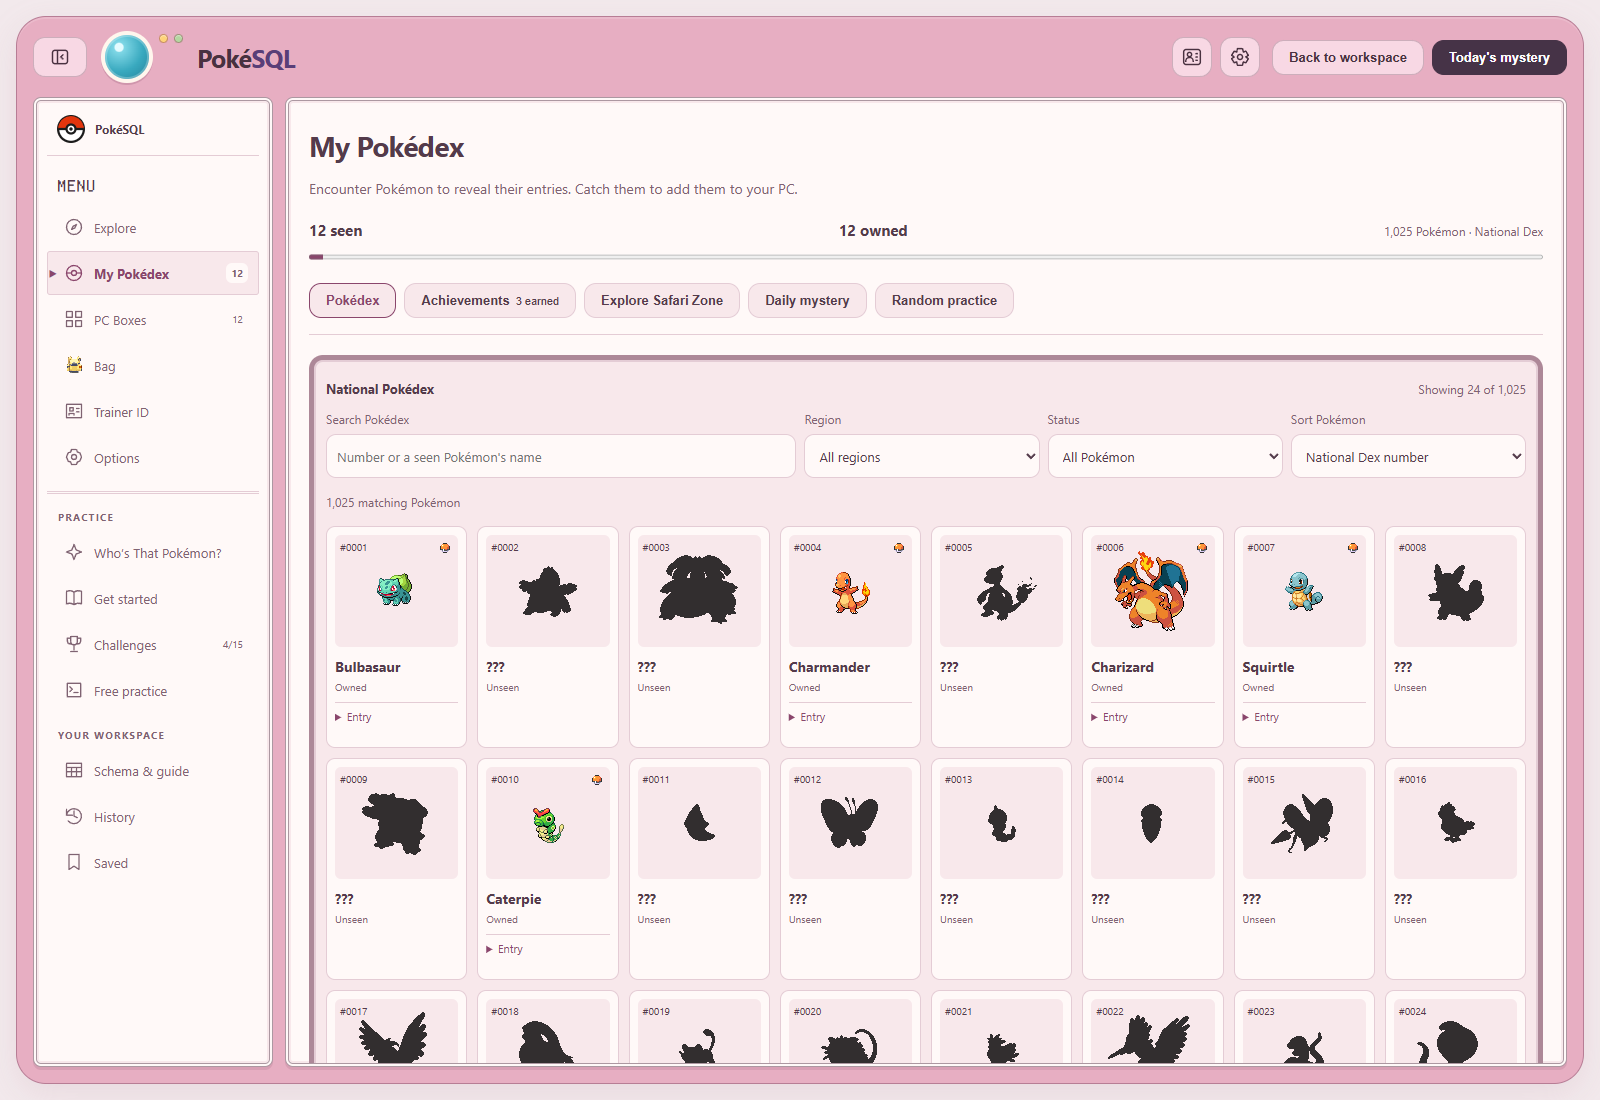 PokéSQL
Back to workspace
Today's mystery
PokéSQL
MENU
Explore
My Pokédex 12
PC Boxes 12
Bag
Trainer ID
Options
PRACTICE
Who's That Pokémon?
Get started
Challenges 4/15
Free practice
YOUR WORKSPACE
Schema & guide
History
Saved
My Pokédex
Encounter Pokémon to reveal their entries. Catch them to add them to your PC.
12 seen 12 owned 1,025 Pokémon · National Dex
Pokédex Achievements 3 earned Explore Safari Zone Daily mystery Random practice
National Pokédex Showing 24 of 1,025
Search Pokédex Region Status Sort Pokémon
Number or a seen Pokémon's name All regions All Pokémon National Dex number
1,025 matching Pokémon
#0001 #0002 #0003 #0004 #0005 #0006 #0007 #0008
Bulbasaur ??? ??? Charmander ??? Charizard Squirtle ???
Owned Unseen Unseen Owned Unseen Owned Owned Unseen
Entry Entry Entry Entry
#0009 #0010 #0011 #0012 #0013 #0014 #0015 #0016
??? Caterpie ??? ??? ??? ??? ??? ???
Unseen Owned Unseen Unseen Unseen Unseen Unseen Unseen
Entry
#0017 #0018 #0019 #0020 #0021 #0022 #0023 #0024